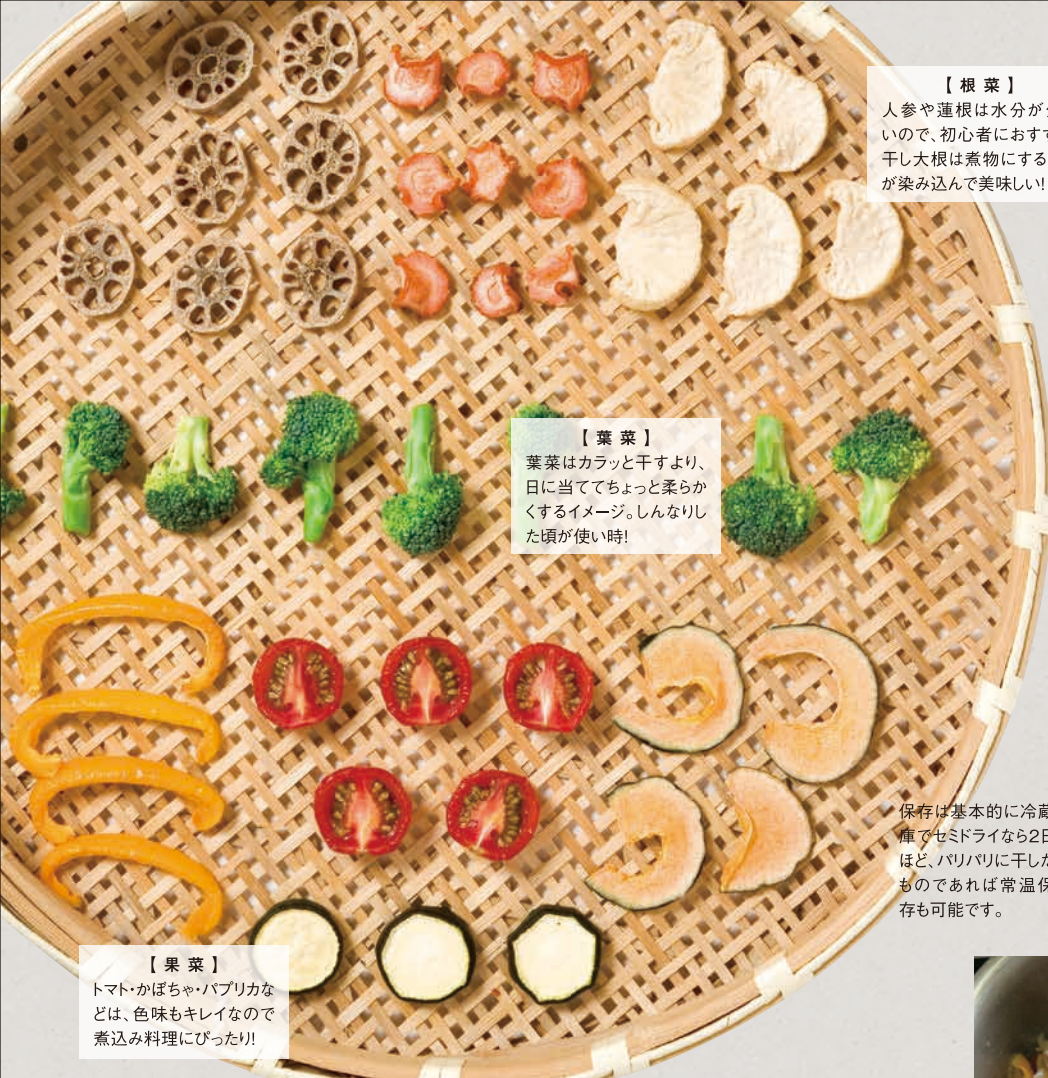 【 根 菜 】
人参や蓮根は水分が
いので、初心者におす
干し大根は煮物にする
が染み込んで美味しい!
【 葉 菜 】
葉菜はカラッと干すより、
日に当ててちょっと柔らか
くするイメージ。しんなりし
た頃が使い時!
保存は基本的に冷蔵
庫でセミドライなら2日
ほど、パリパリに干した
ものであれば常温保
存も可能です。
【 果 菜 】
トマト・かぼちゃ・パプリカな
どは、色味もキレイなので
煮込み料理にぴったり!